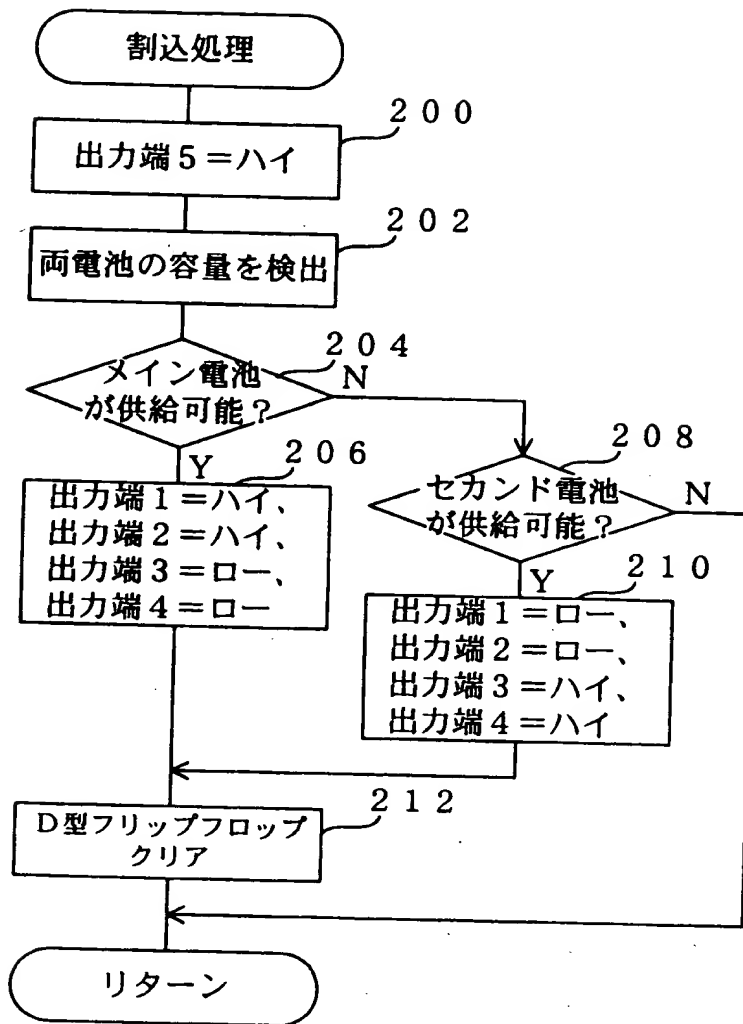 割込処理
２００
出力端５＝ハイ
２０２
両電池の容量を検出
２０４
メイン電池
が供給可能？
N
Y
２０６
出力端１＝ハイ、
出力端２＝ハイ、
出力端３＝ロー、
出力端４＝ロー
２０８
セカンド電池
が供給可能？
N
Y
２１０
出力端１＝ロー、
出力端２＝ロー、
出力端３＝ハイ、
出力端４＝ハイ
２１２
D型フリップフロップ
クリア
リターン